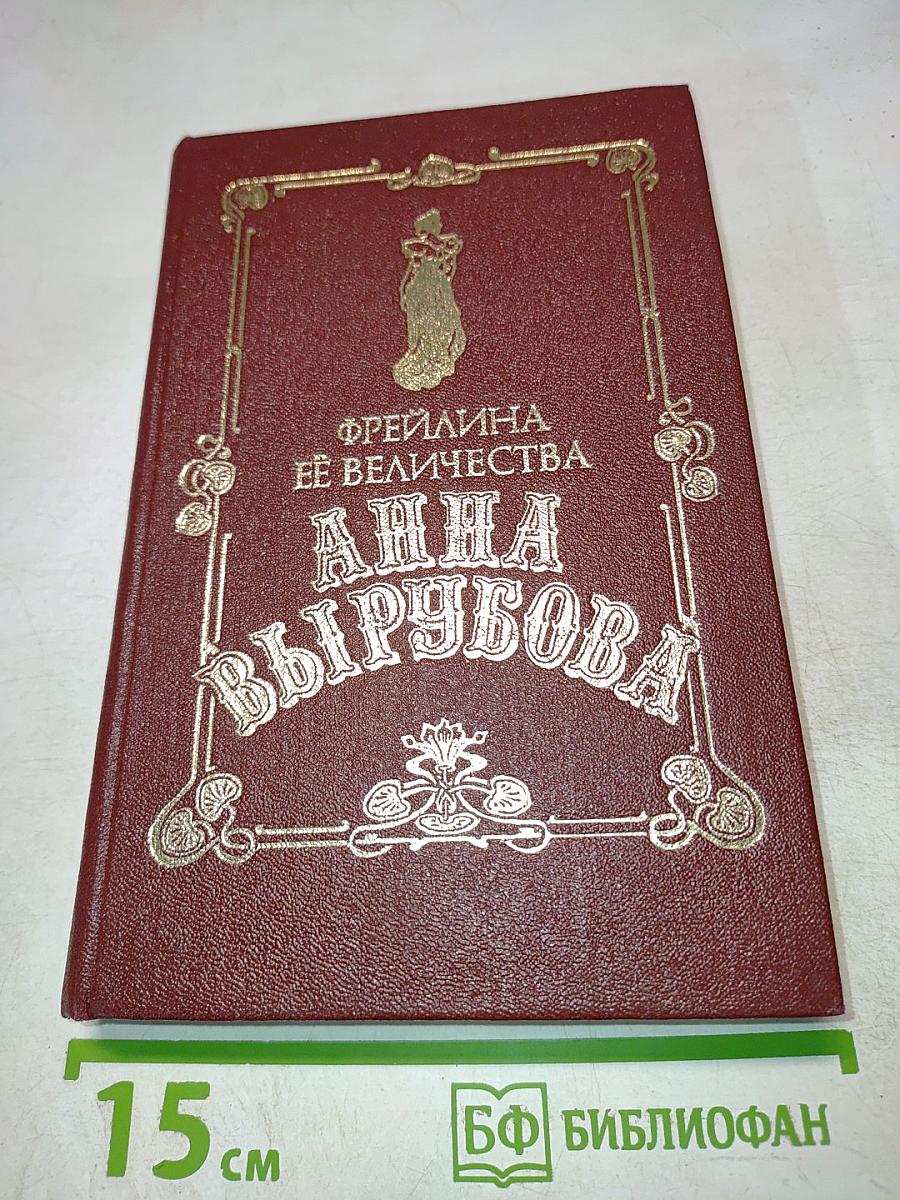 ФРЕЙЛИНА
ЕЁ ВЕЛИЧЕСТВА
АННА
ВЫРУБОВА
15 см
БФ БИБЛИОФАН